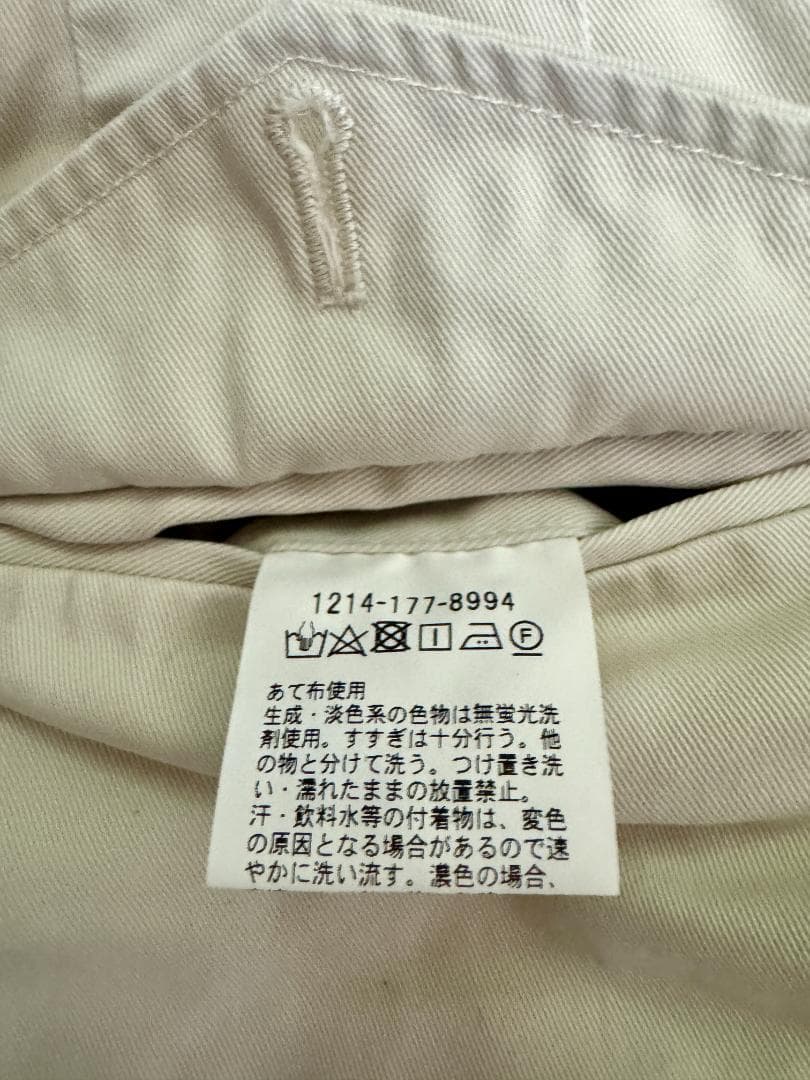 1214-177-8994
F
あて布使用
生成・淡色系の色物は無蛍光洗
剤使用。すすぎは十分行う。他
の物と分けて洗う。つけ置き洗
い・濡れたままの放置禁止。
汗・飲料水等の付着物は、変色
の原因となる場合があるので速
やかに洗い流す。濃色の場合、